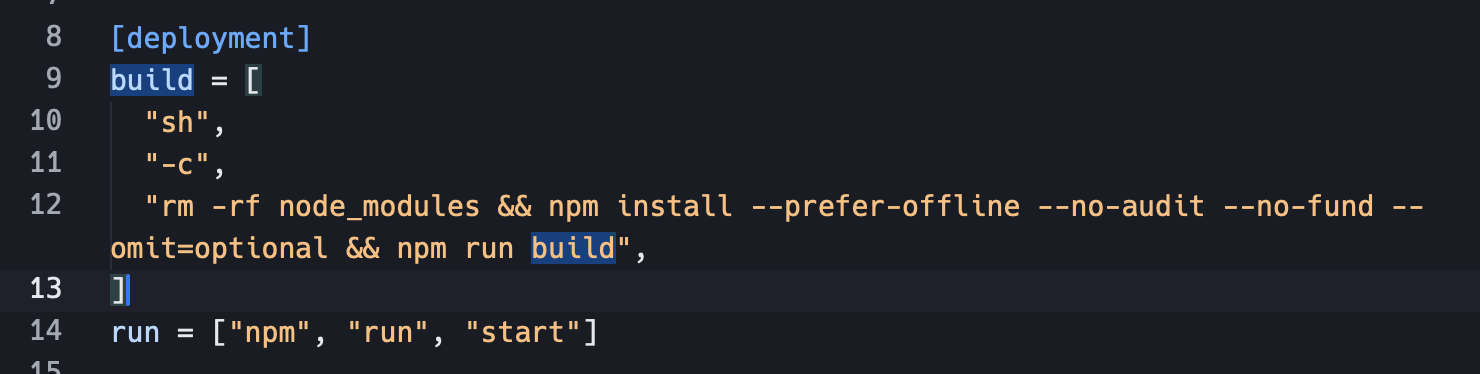 8 [deployment]
9 build = [
10 "sh",
11 "-c",
12 "rm -rf node_modules && npm install --prefer-offline --no-audit --no-fund --
omit=optional && npm run build",
13 ]
14 run = ["npm", "run", "start"]
15